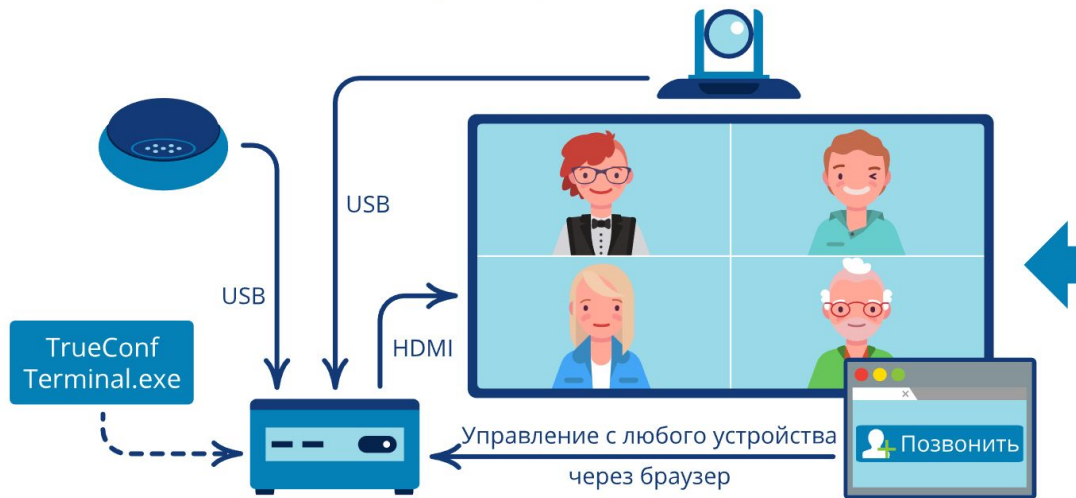 USB
USB
HDMI
TrueConf
Terminal.exe
Управление с любого устройства
через браузер
Позвонить